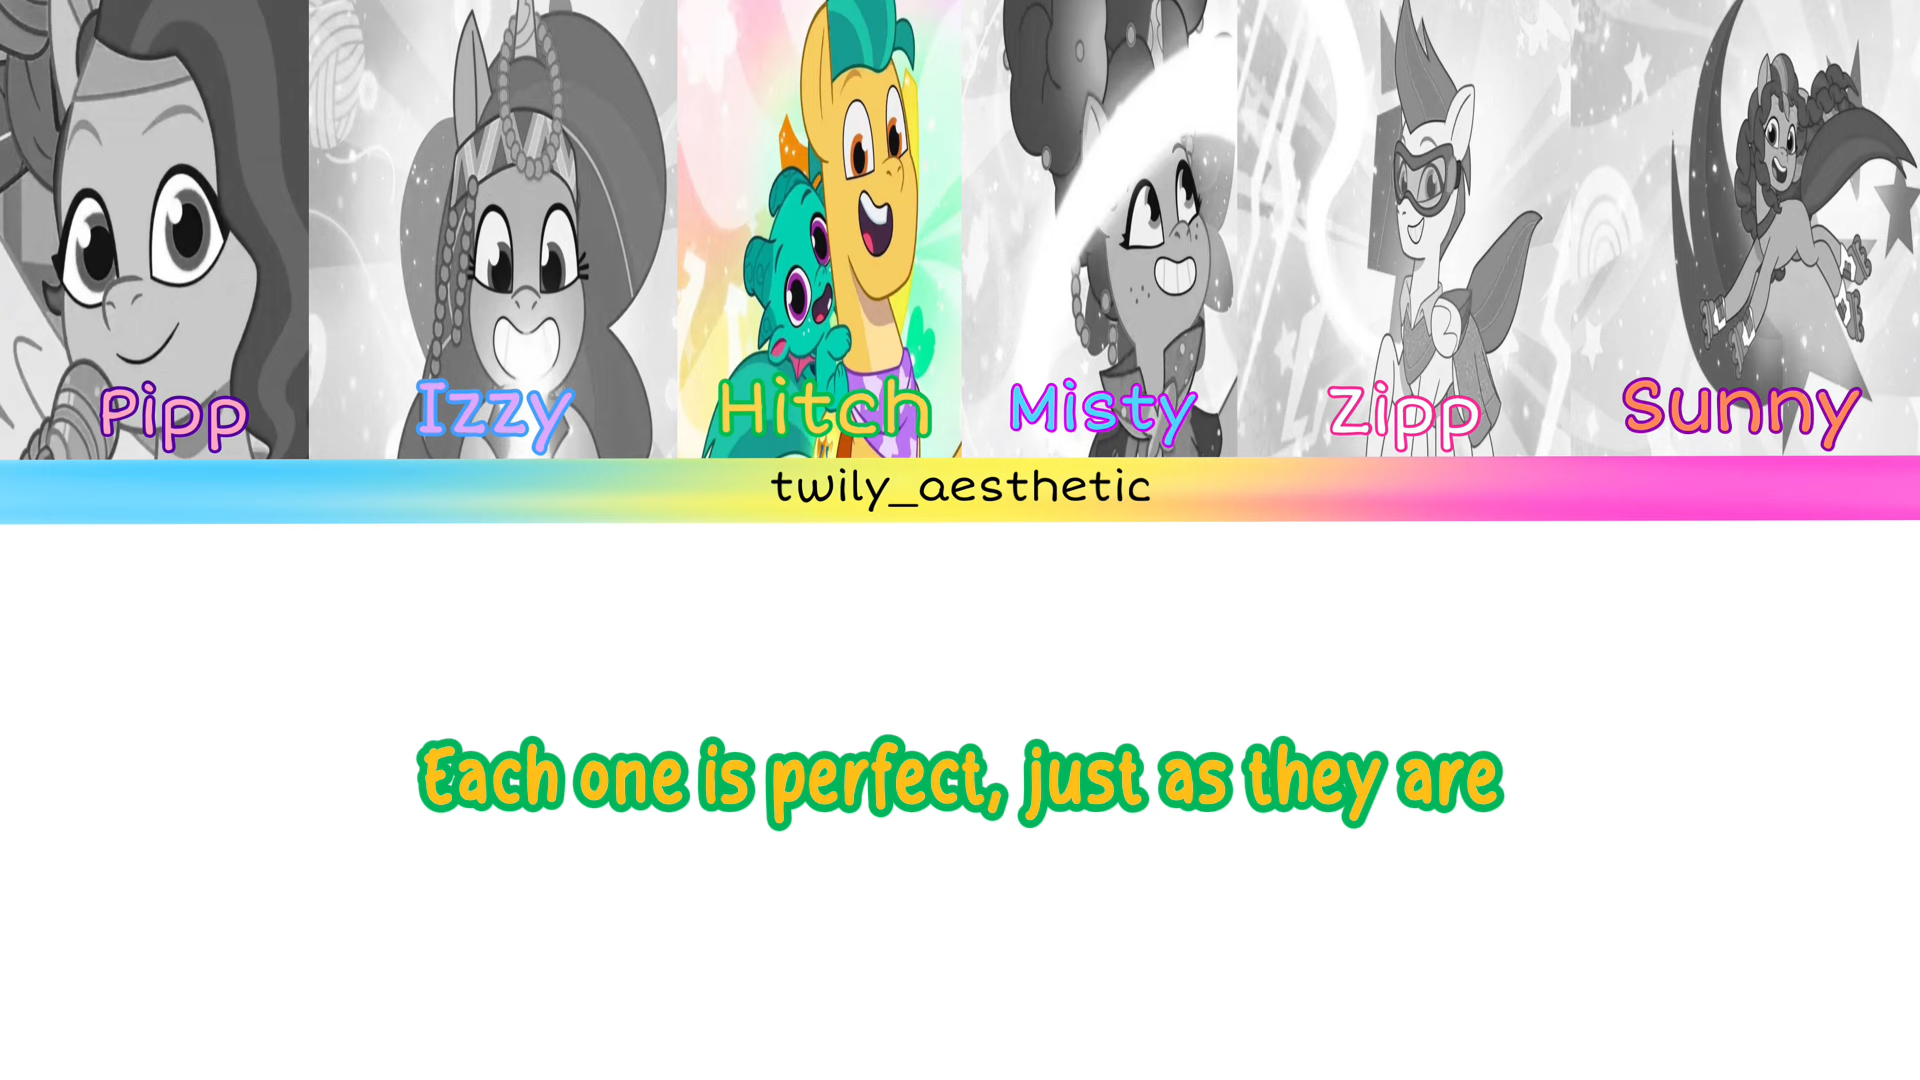 Pipp
Izzy
Hitch
Misty
Zipp
Sunny
twily_aesthetic
Each one is perfect, just as they are